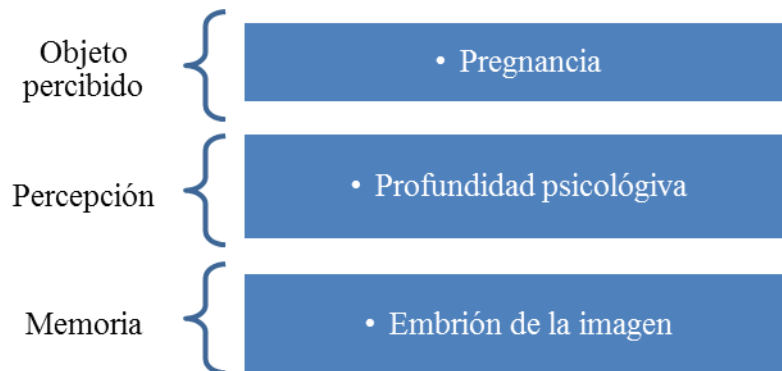 Objeto
percibido
• Pregnancia
Percepción
• Profundidad psicológiva
Memoria
• Embrión de la imagen